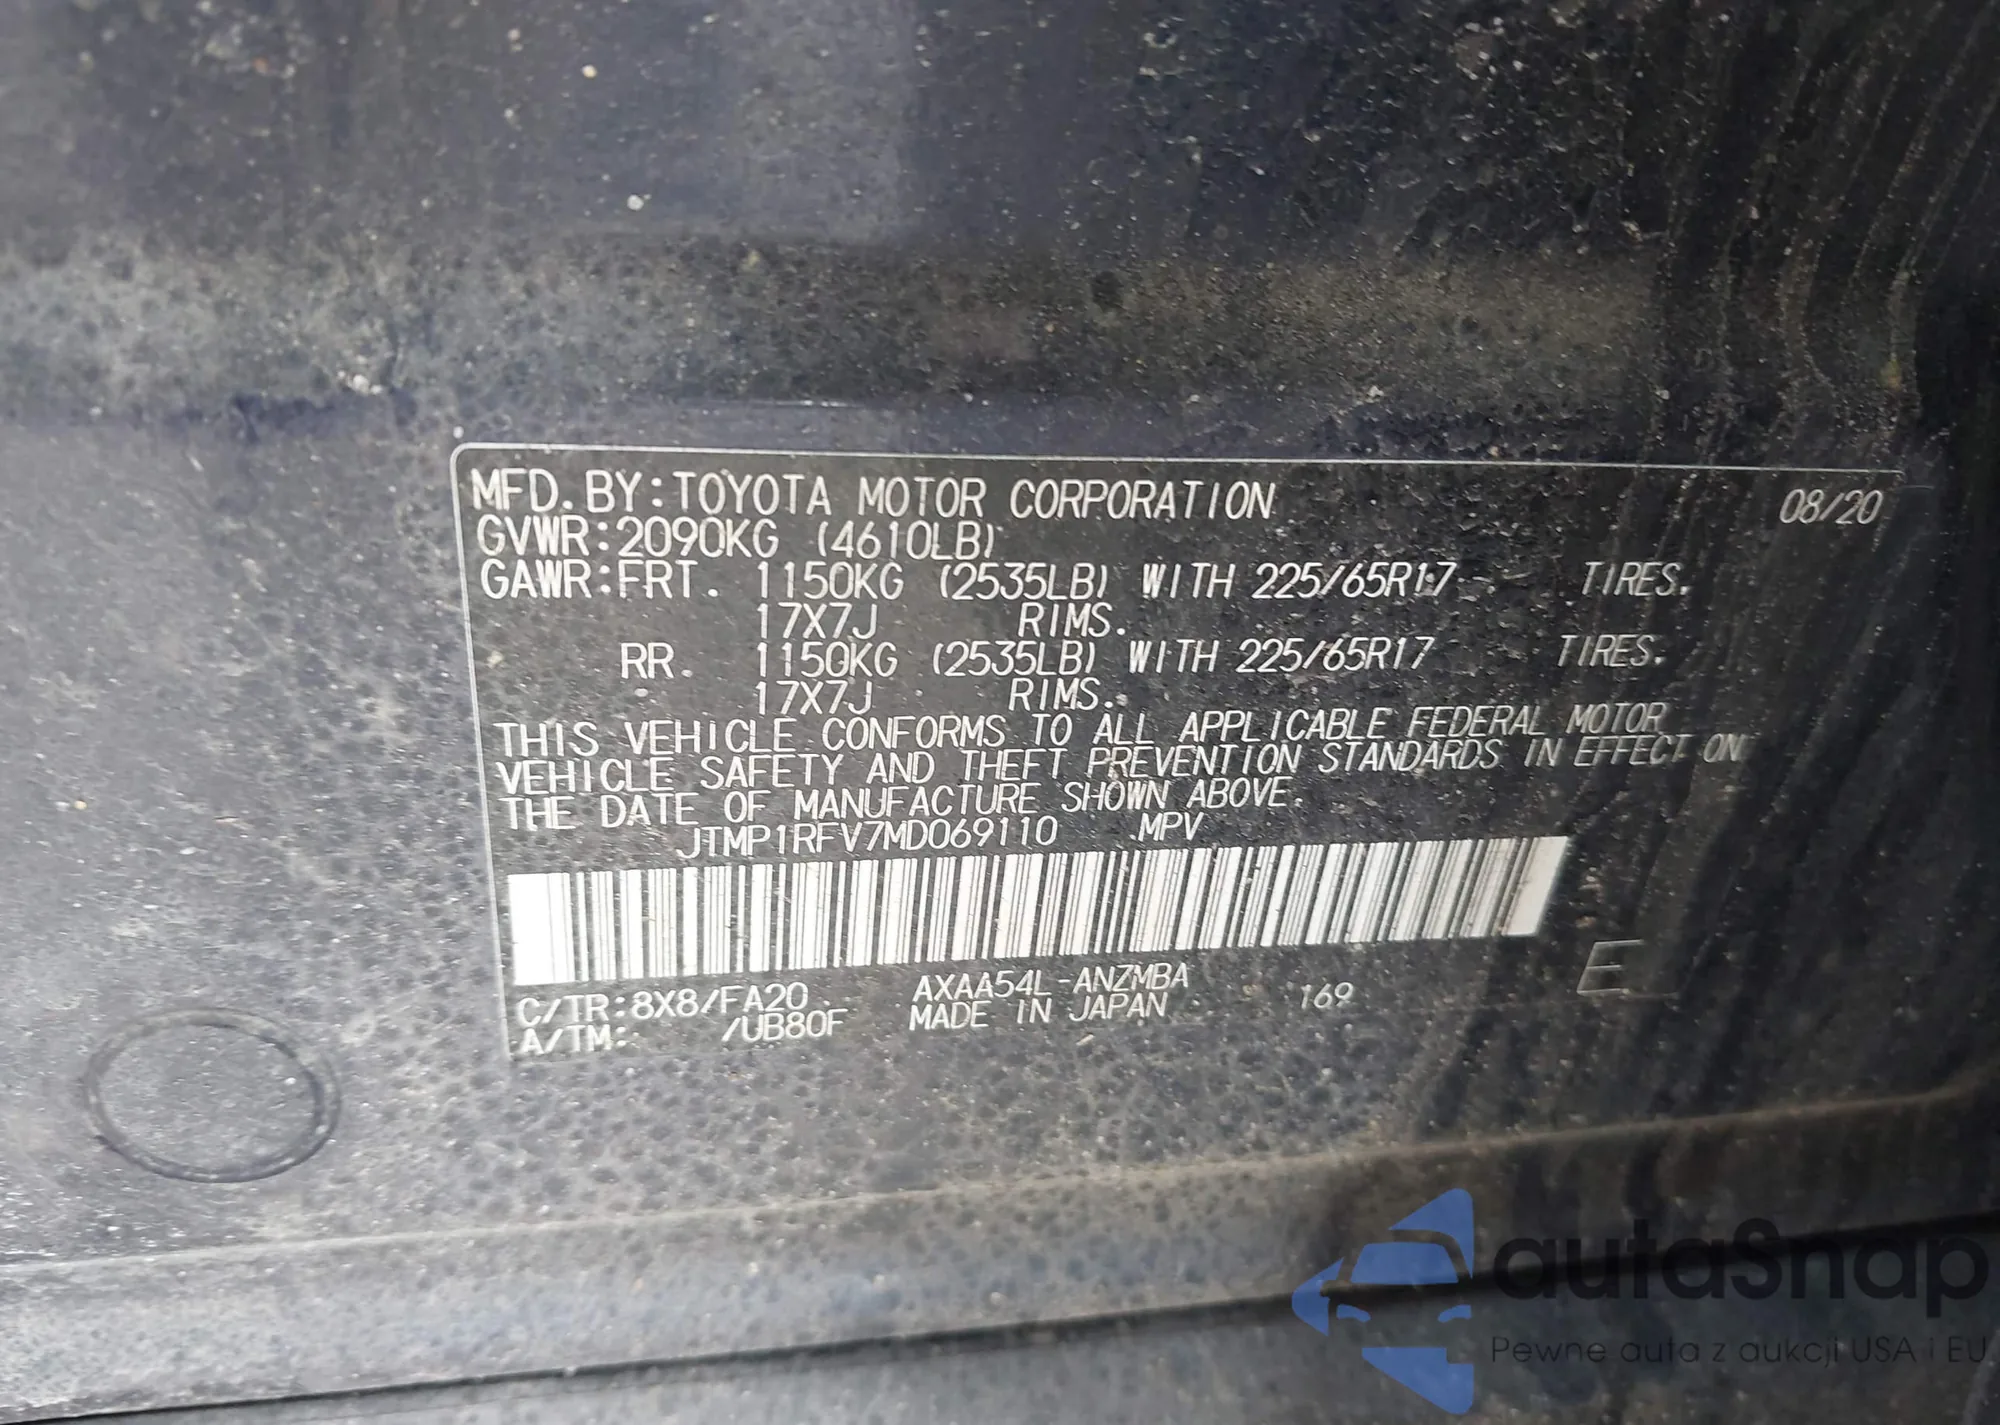 MFD. BY:TOYOTA MOTOR CORPORATION 08/20
GVWR:2090KG (4610LB)
GAWR:FRT. 1150KG (2535LB) WITH 225/65R17 TIRES.
17X7J RIMS.
RR. 1150KG (2535LB) WITH 225/65R17 TIRES.
17X7J RIMS.
THIS VEHICLE CONFORMS TO ALL APPLICABLE FEDERAL MOTOR
VEHICLE SAFETY AND THEFT PREVENTION STANDARDS IN EFFECT ON
THE DATE OF MANUFACTURE SHOWN ABOVE.
JTMP1RFV7MD069110 MPV
AXAA54L-ANZMBA
C/TR:8X8/FA20 MADE IN JAPAN 169 E
A/TM: /UB80F
autaSnap
Pewne auta z aukcji USA i EU